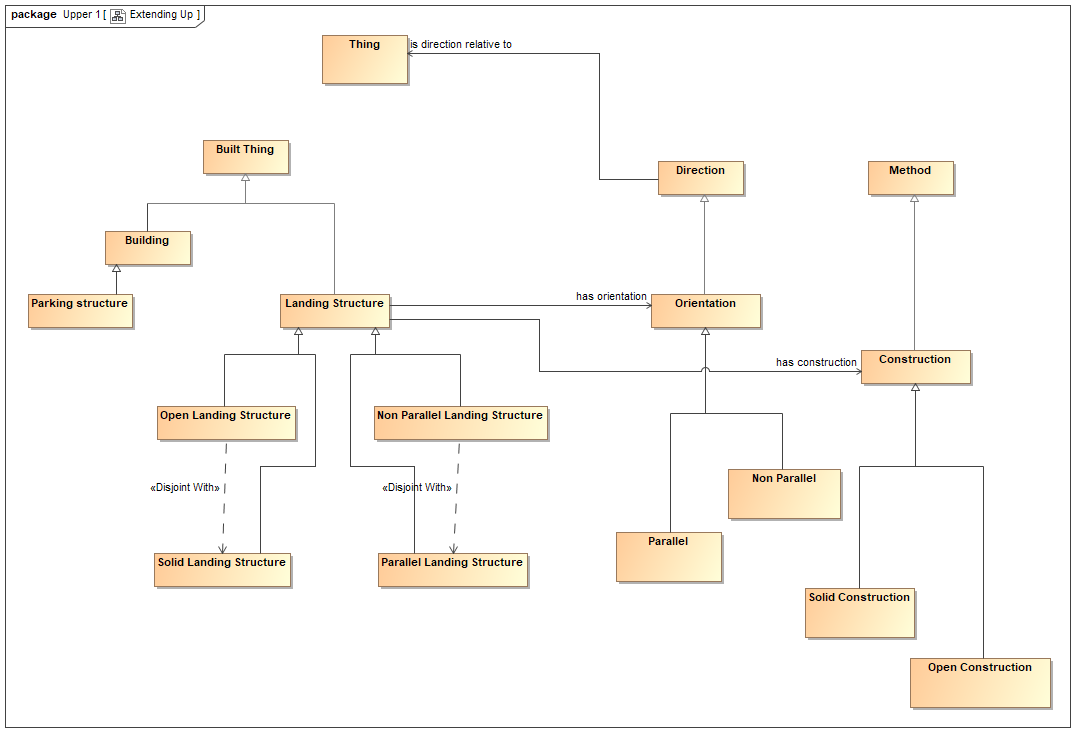 package Upper 1 [ Extending Up ]
Thing
is direction relative to
Built Thing
Direction
Method
Building
Parking structure
Landing Structure
has orientation
Orientation
has construction
Construction
Open Landing Structure
Non Parallel Landing Structure
«Disjoint With»
«Disjoint With»
Non Parallel
Parallel
Solid Landing Structure
Parallel Landing Structure
Solid Construction
Open Construction